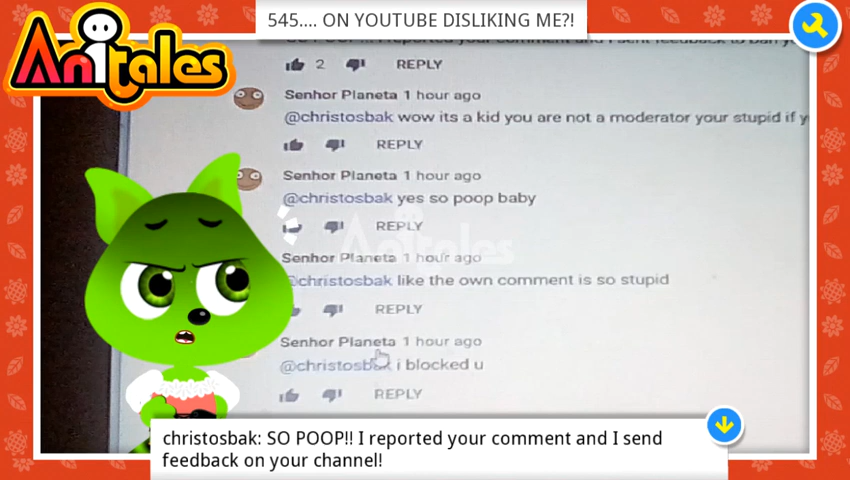 545.... ON YOUTUBE DISLIKING ME?!
Anitales
2 REPLY
Senhor Planeta 1 hour ago
@christosbak wow its a kid you are not a moderator your stupid if
REPLY
Senhor Planeta 1 hour ago
@christosbak yes so poop baby
REPLY
Anitales
Senhor Planeta 1 hour ago
@christosbak like the own comment is so stupid
REPLY
Senhor Planeta 1 hour ago
@christosbak i blocked u
REPLY
christosbak: SO POOP!! I reported your comment and I send
feedback on your channel!